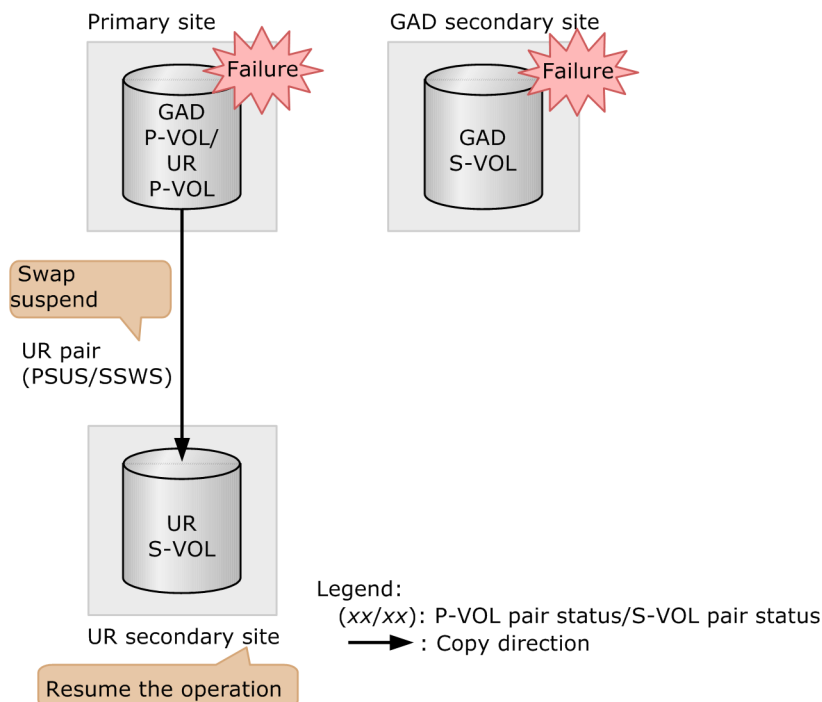 Primary site
GAD secondary site
Failure
Failure
GAD
P-VOL/
UR
P-VOL
GAD
S-VOL
Swap
suspend
UR pair
(PSUS/SSWS)
UR
S-VOL
Legend:
(xx/xx): P-VOL pair status/S-VOL pair status
: Copy direction
UR secondary site
Resume the operation